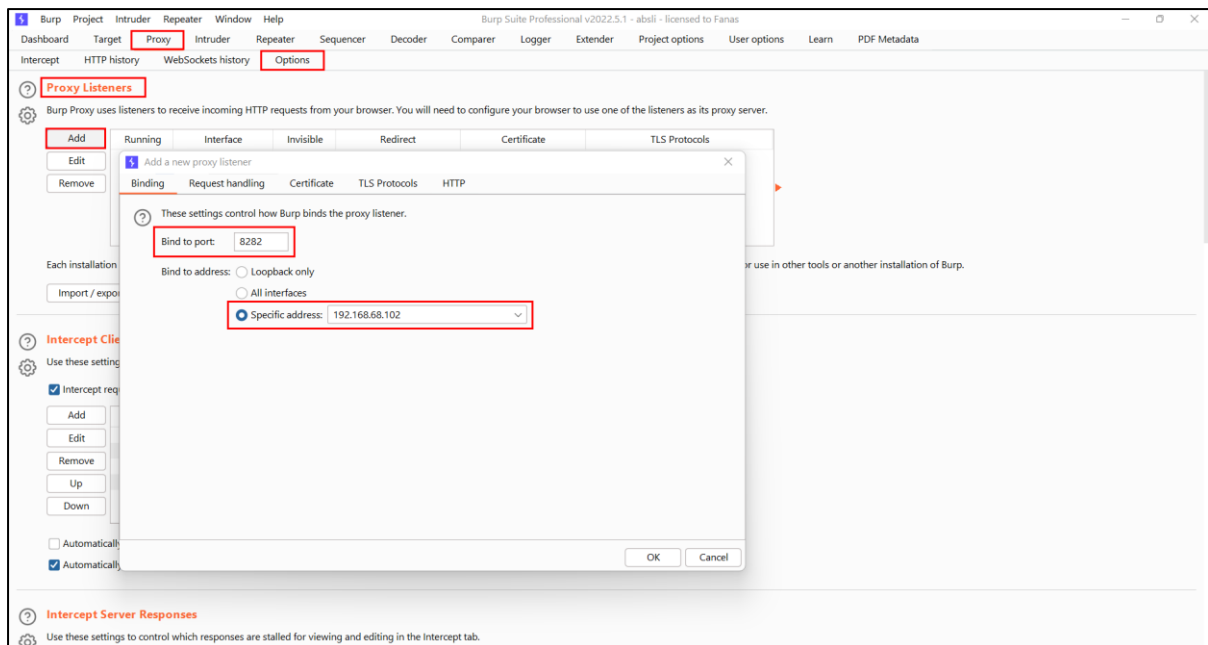 Burp Project Intruder Repeater Window Help Burp Suite Professional v2022.5.1 - absli - licensed to Fanas
Dashboard Target Proxy Intruder Repeater Sequencer Decoder Comparer Logger Extender Project options User options Learn PDF Metadata
Intercept HTTP history WebSockets history Options
Proxy Listeners
Burp Proxy uses listeners to receive incoming HTTP requests from your browser. You will need to configure your browser to use one of the listeners as its proxy server.
Add Running Interface Invisible Redirect Certificate TLS Protocols
Edit
Remove
Add a new proxy listener
Binding Request handling Certificate TLS Protocols HTTP
These settings control how Burp binds the proxy listener.
Bind to port: 8282
Bind to address: Loopback only
All interfaces
Specific address: 192.168.68.102
OK Cancel
Each installation or use in other tools or another installation of Burp.
Import / expor
Intercept Clie
Use these setting
Intercept req
Add
Edit
Remove
Up
Down
Automatically
Automatically
Intercept Server Responses
Use these settings to control which responses are stalled for viewing and editing in the Intercept tab.